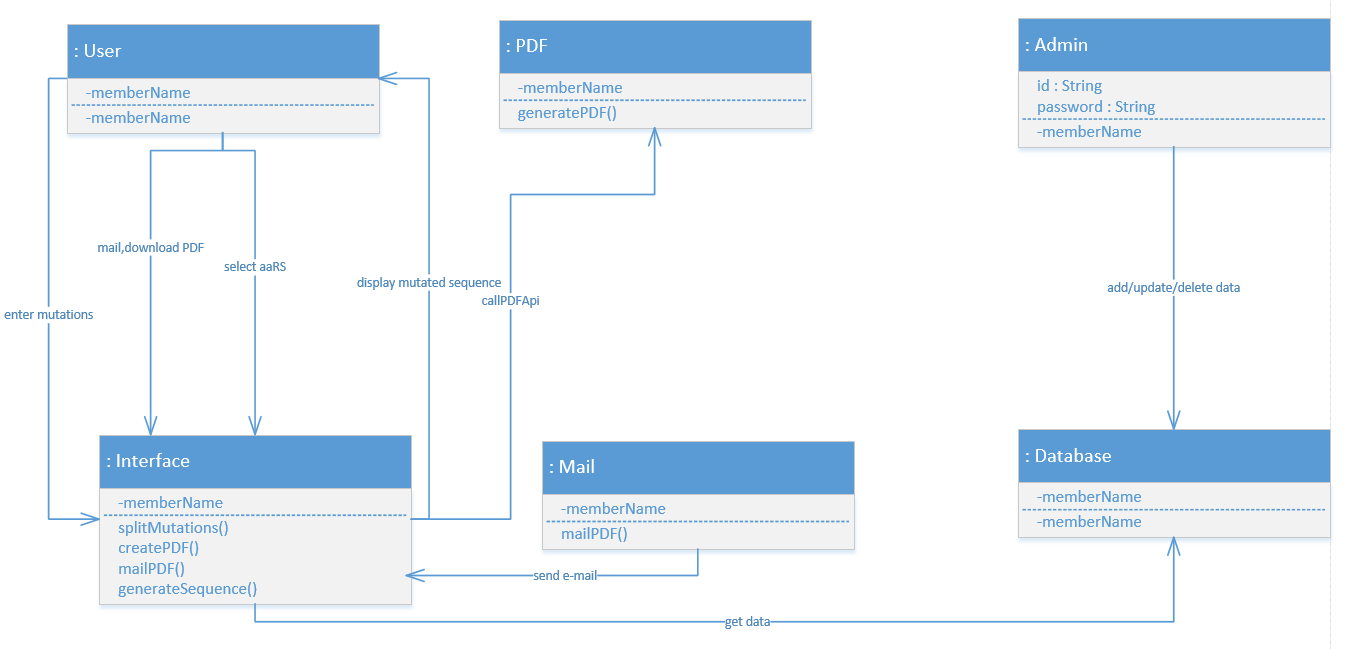 : User
-memberName
-memberName
: PDF
-memberName
generatePDF()
: Admin
id : String
password : String
-memberName
mail,download PDF
select aaRS
display mutated sequence
callPDFApi
add/update/delete data
enter mutations
: Interface
-memberName
splitMutations()
createPDF()
mailPDF()
generateSequence()
: Mail
-memberName
mailPDF()
: Database
-memberName
-memberName
send e-mail
get data